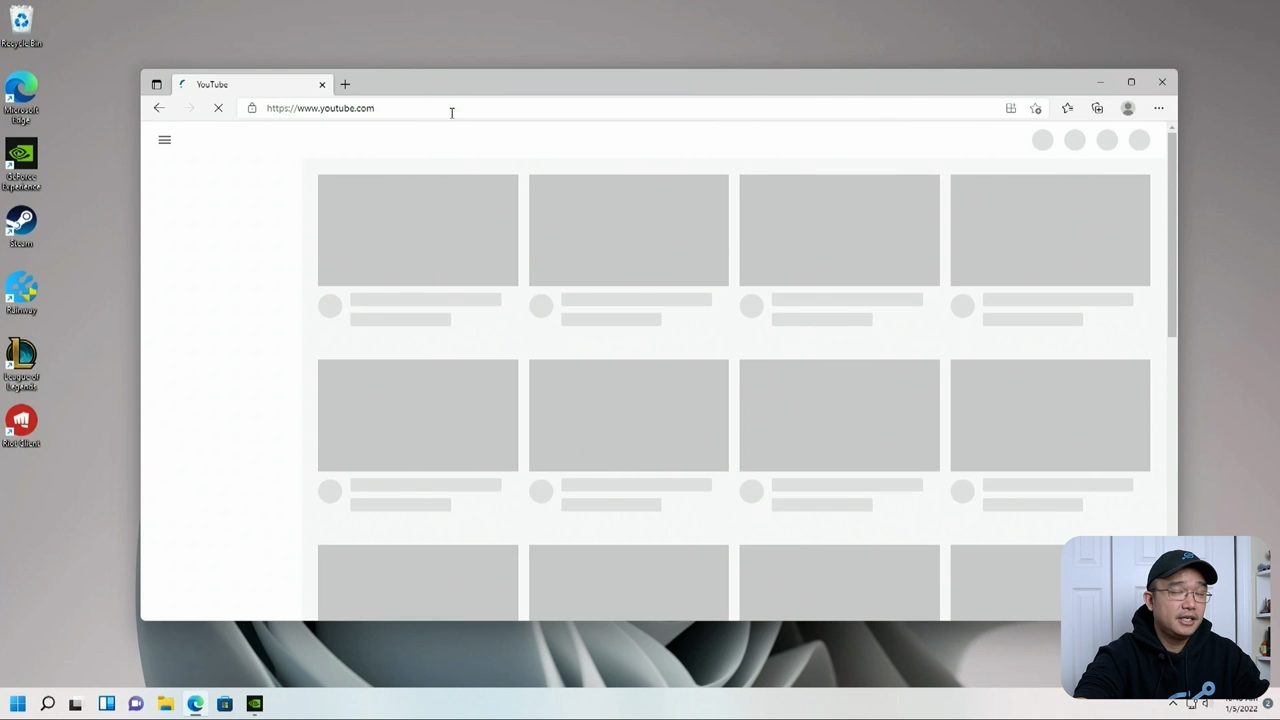 Recycle Bin
YouTube
https://www.youtube.com
Microsoft
Edge
GeForce
Experience
Steam
Rainway
League of
Legends
Riot Client
1/5/2022
2